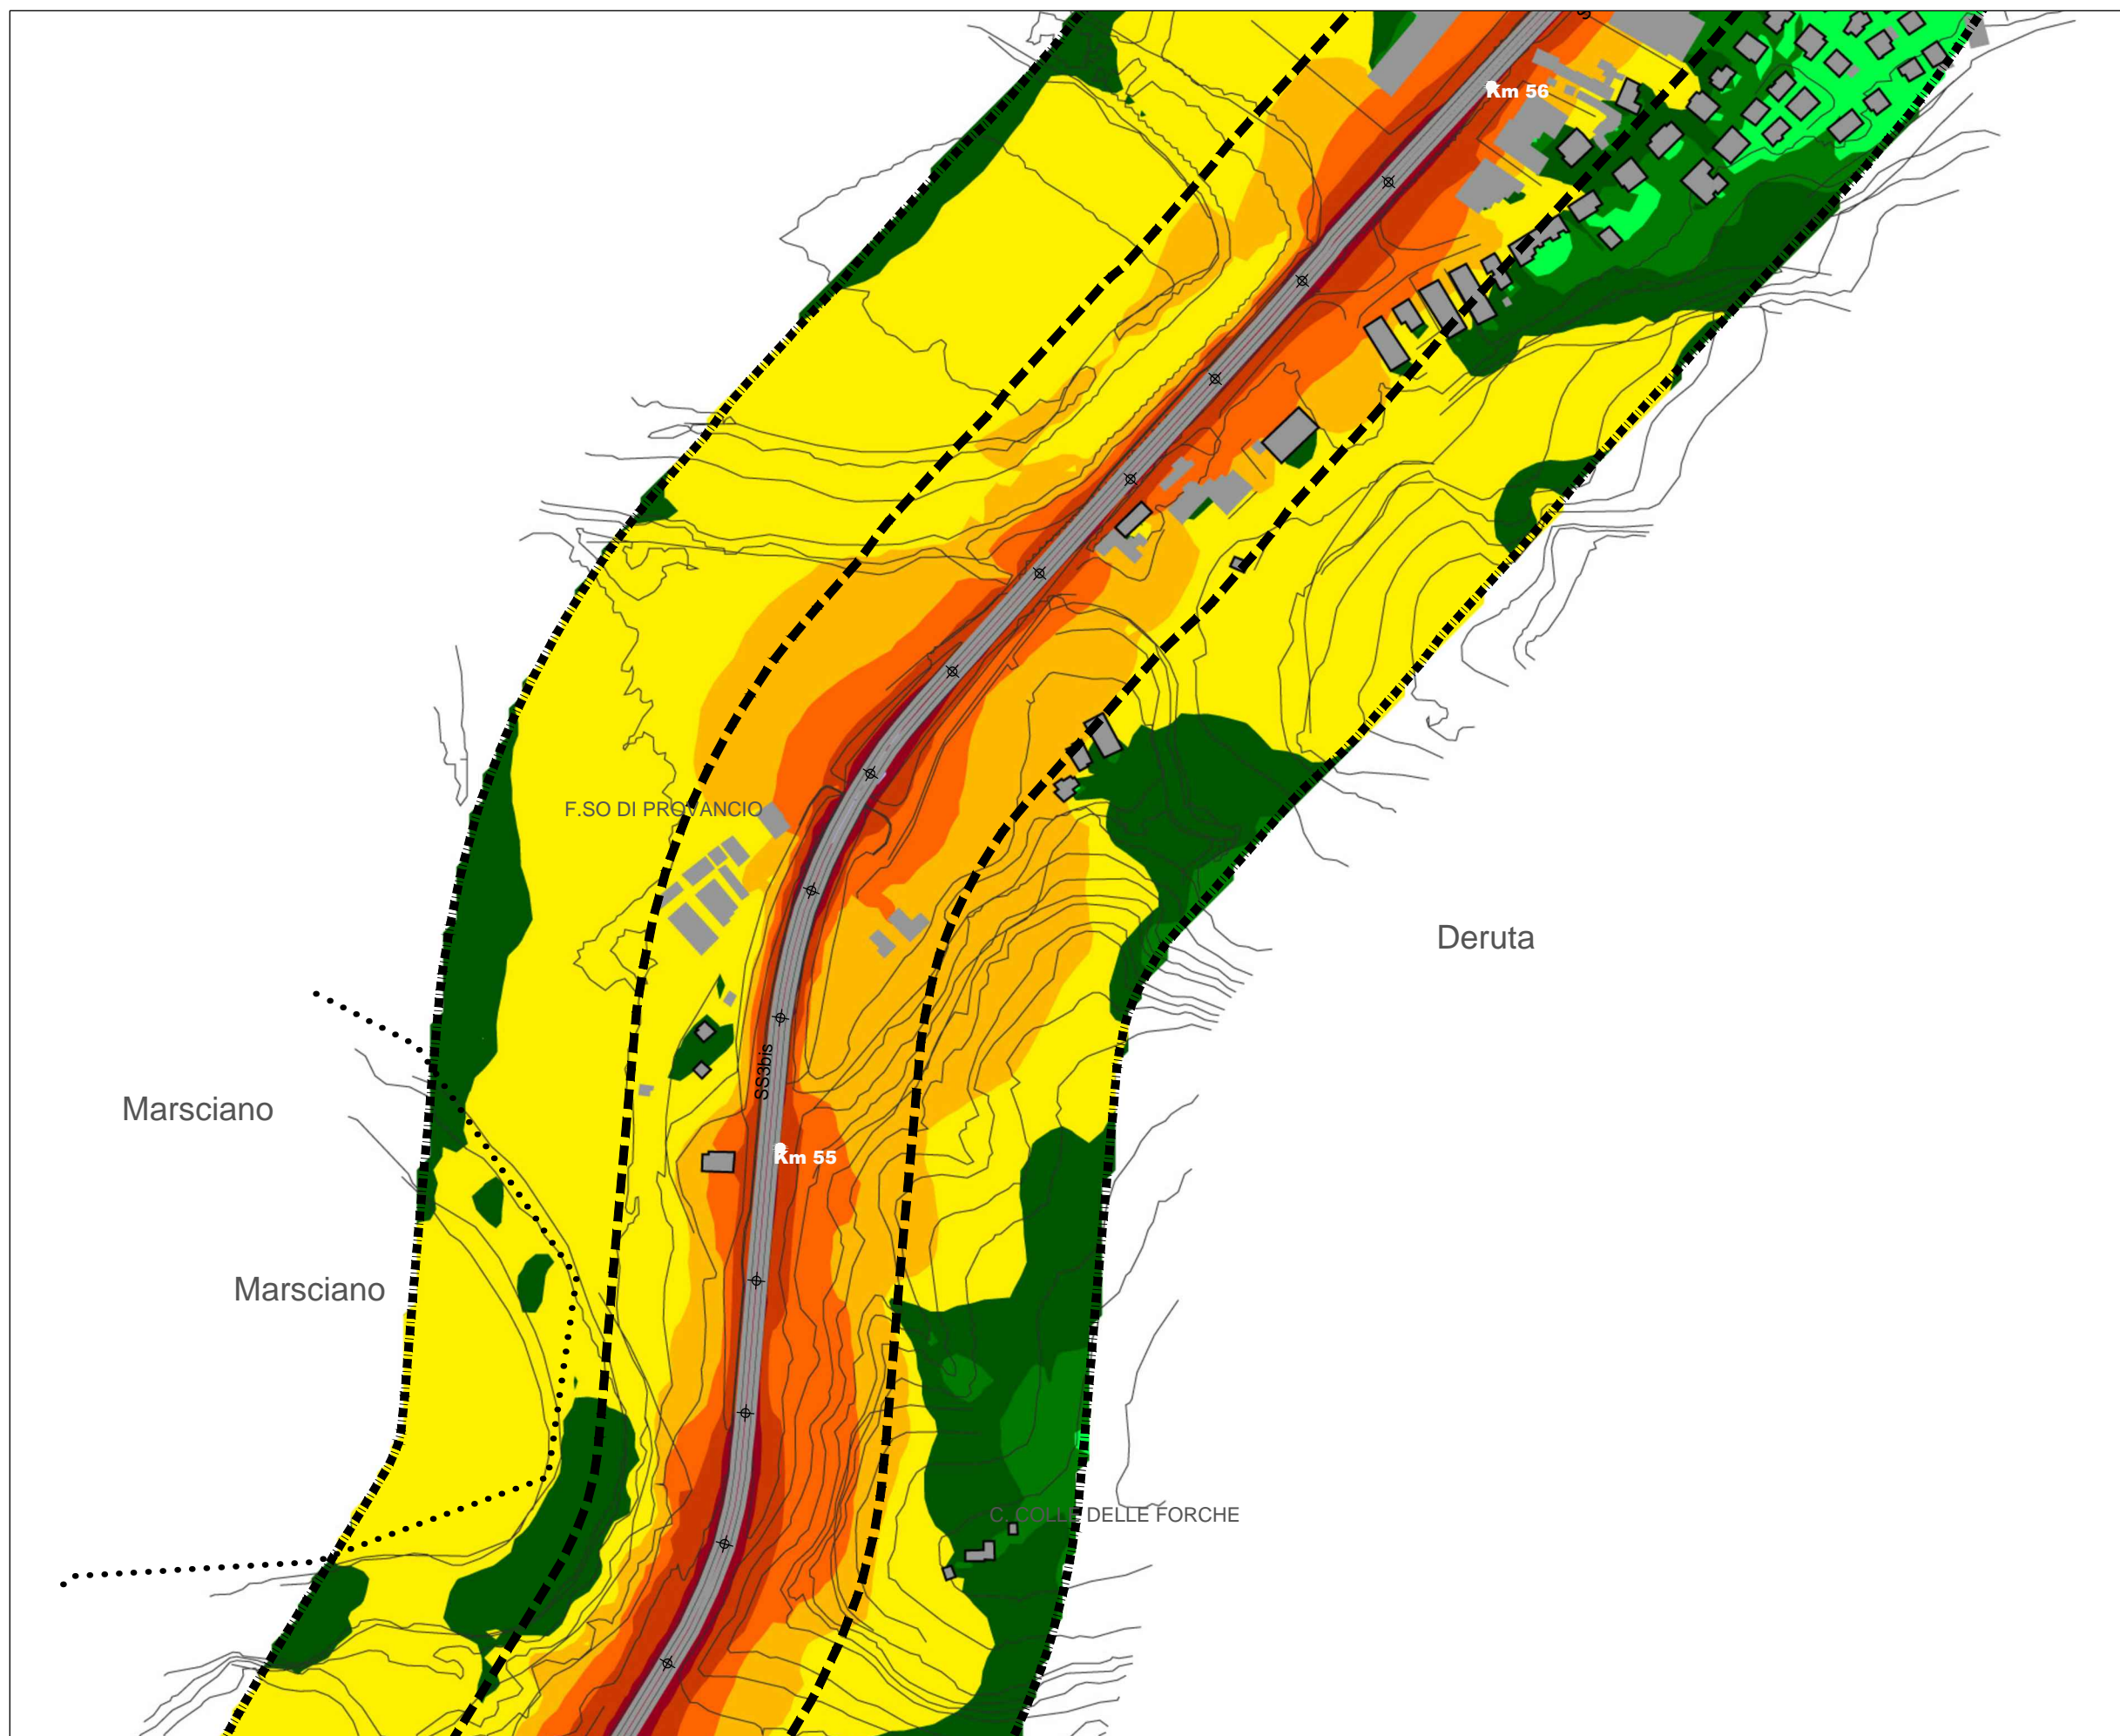 Km 56
F.SO DI PROVANCIO
Deruta
SS3bis
Marsciano
Km 55
Marsciano
C. COLLE DELLE FORCHE